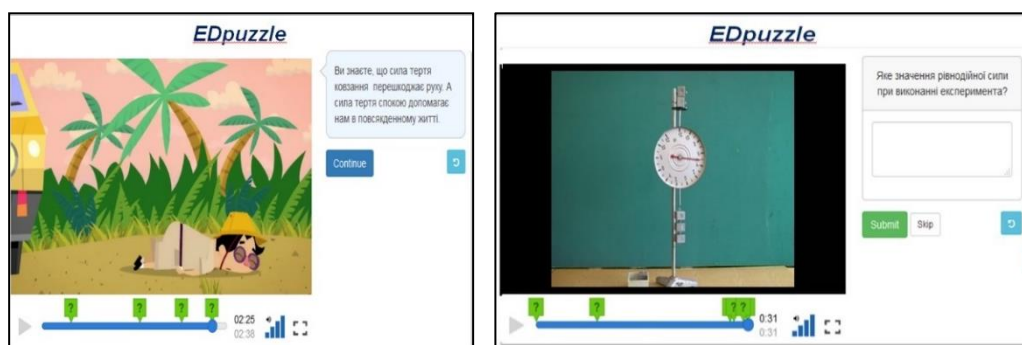 EDpuzzle
Ви знаєте, що сила тертя
ковзання перешкоджає руху. А
сила тертя спокою допомагає
нам в повсякденному житті.
Continue
? ? ? ?
02:25
02:38
EDpuzzle
Яке значення рівнодійної сили
при виконанні експеримента?
Submit Skip
? ? ? ?
0:31
0:31